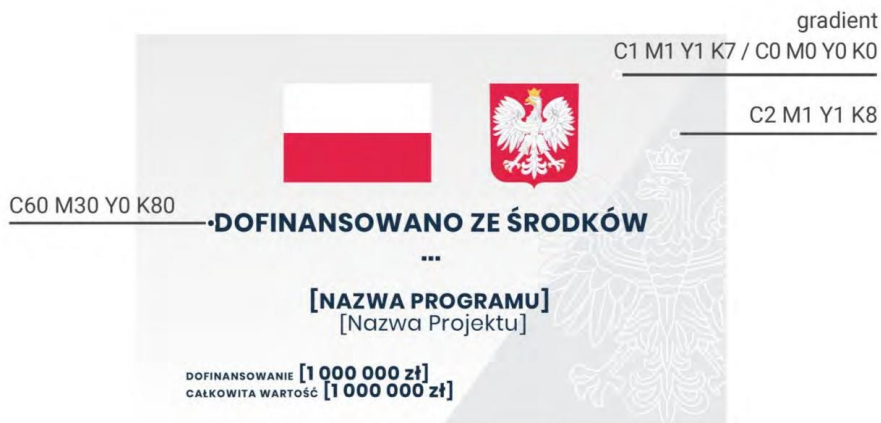 gradient
C1 M1 Y1 K7 / C0 M0 Y0 K0
C2 M1 Y1 K8
C60 M30 Y0 K80
DOFINANSOWANO ZE ŚRODKÓW
...
[NAZWA PROGRAMU]
[Nazwa Projektu]
DOFINANSOWANIE [1 000 000 zł]
CAŁKOWITA WARTOŚĆ [1 000 000 zł]